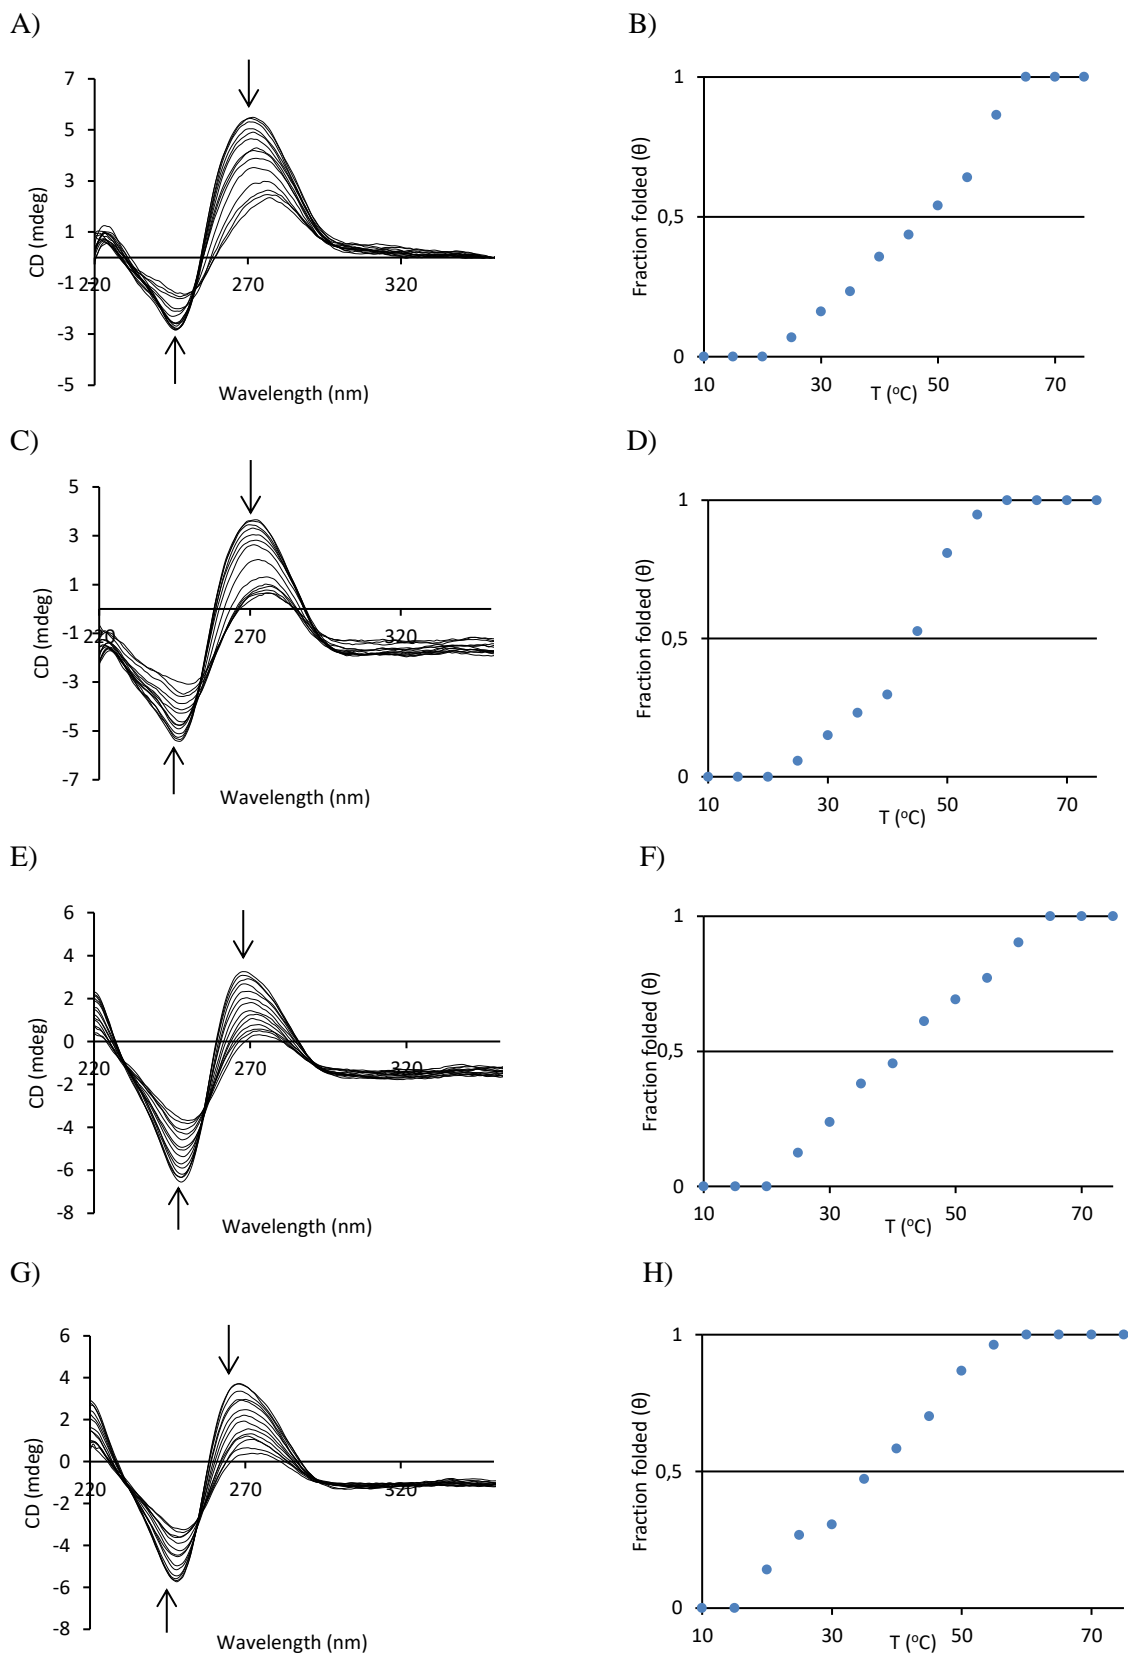 A)
7
5
3
1
-1
-3
-5
220
270
320
CD (mdeg)
Wavelength (nm)
B)
1
0,5
0
10
30
50
70
Fraction folded (θ)
T (°C)
C)
5
3
1
-1
-3
-5
-7
220
270
320
CD (mdeg)
Wavelength (nm)
D)
1
0,5
0
10
30
50
70
Fraction folded (θ)
T (°C)
E)
6
4
2
0
-2
-4
-6
-8
220
270
320
CD (mdeg)
Wavelength (nm)
F)
1
0,5
0
10
30
50
70
Fraction folded (θ)
T (°C)
G)
6
4
2
0
-2
-4
-6
-8
220
270
320
CD (mdeg)
Wavelength (nm)
H)
1
0,5
0
10
30
50
70
Fraction folded (θ)
T (°C)